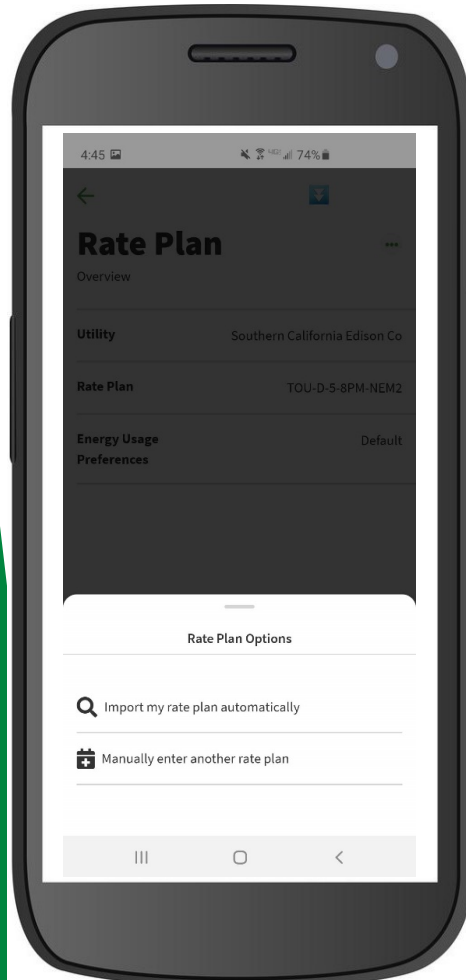 4:45 74%
Rate Plan
Overview
Utility Southern California Edison Co
Rate Plan TOU-D-5-8PM-NEM2
Energy Usage Default
Preferences
Rate Plan Options
Import my rate plan automatically
Manually enter another rate plan